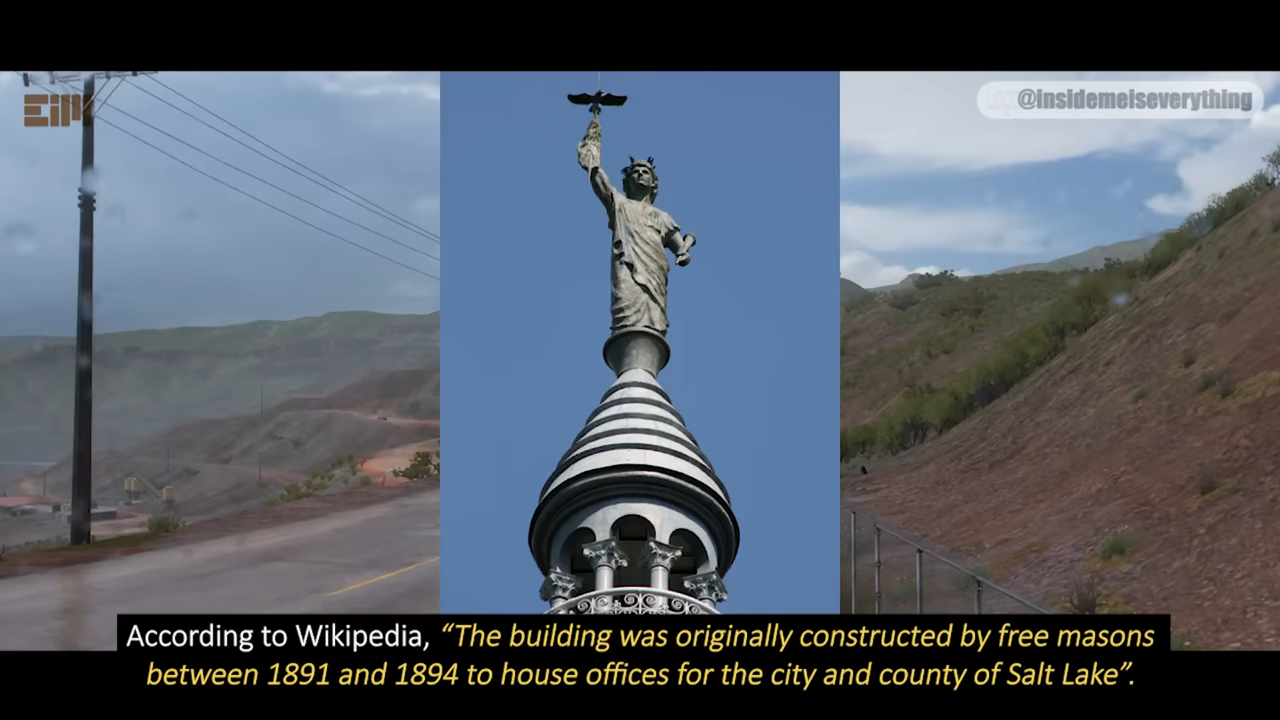 EIP
@insidemeiseverything
According to Wikipedia, “The building was originally constructed by free masons
between 1891 and 1894 to house offices for the city and county of Salt Lake”.